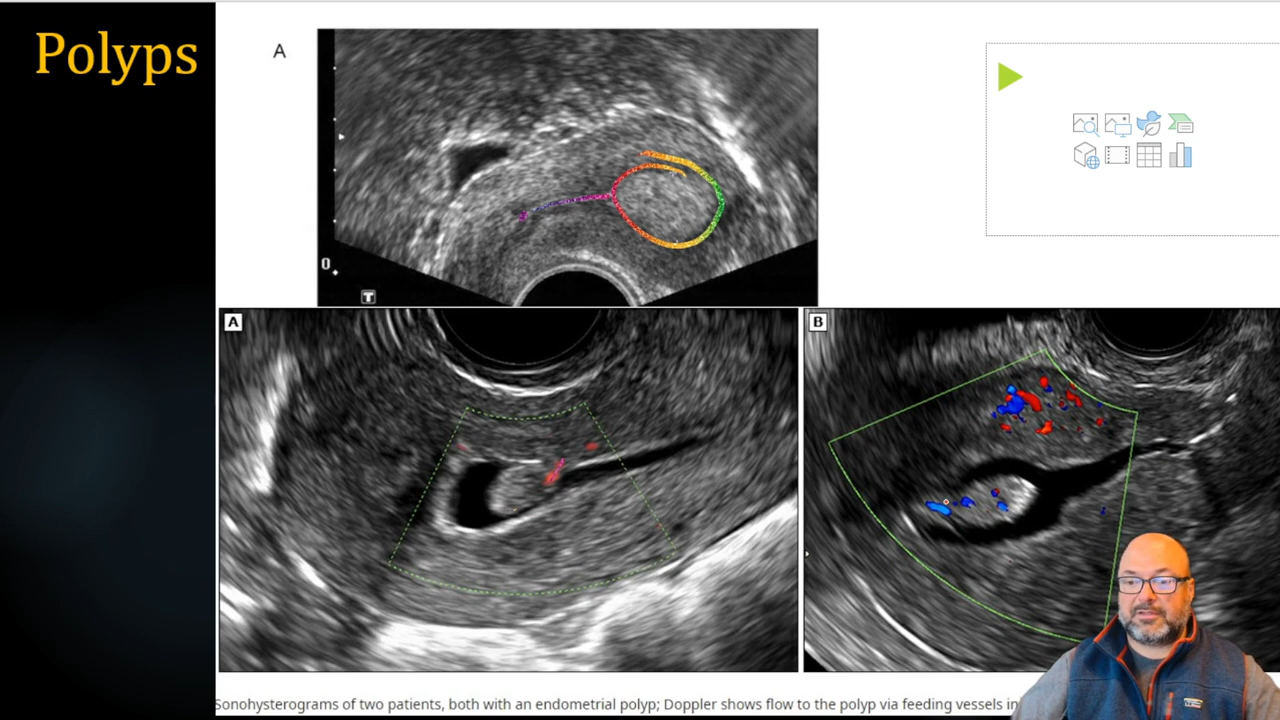 Polyps
A
0
T
A
B
Sonohysterograms of two patients, both with an endometrial polyp; Doppler shows flow to the polyp via feeding vessels in